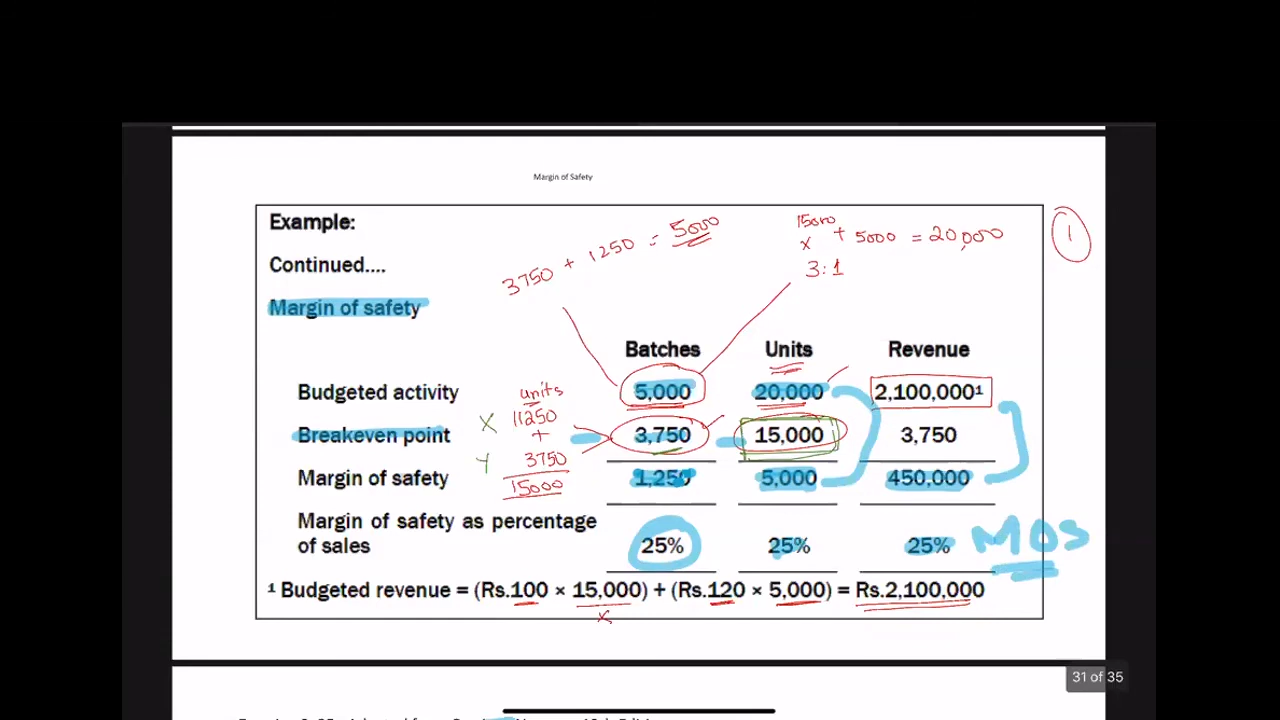 Margin of Safety
Example:
Continued....
Margin of safety
3750 + 1250 = 5000
15000
x + 5000 = 20,000
3:1
1
Batches Units Revenue
Budgeted activity 5,000 20,000 2,100,000¹
units
X 11250
+
Y 3750
15000
Breakeven point 3,750 15,000 3,750
Margin of safety 1,250 5,000 450,000
Margin of safety as percentage
of sales 25% 25% 25% MOS
¹ Budgeted revenue = (Rs.100 × 15,000) + (Rs.120 × 5,000) = Rs.2,100,000
x
31 of 35